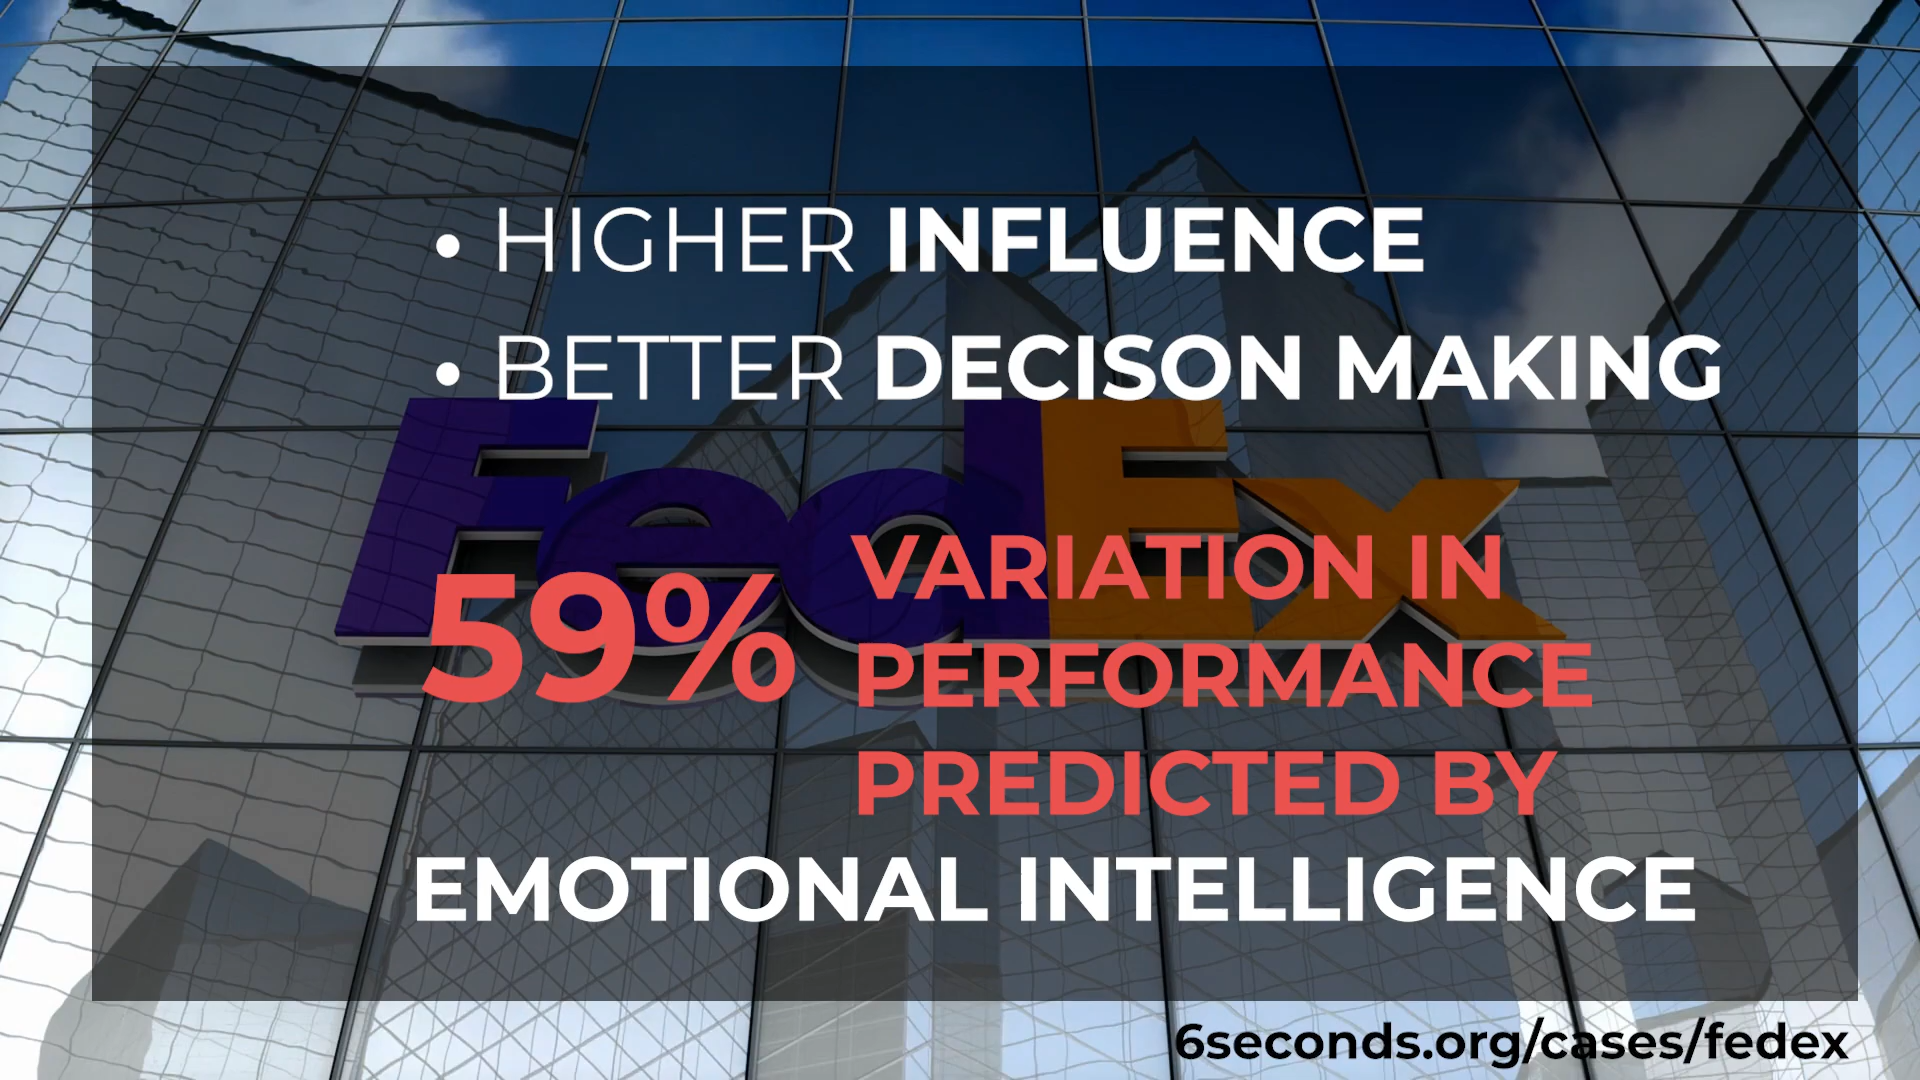 • HIGHER INFLUENCE
• BETTER DECISON MAKING
FedEx
59%
VARIATION IN
PERFORMANCE
PREDICTED BY
EMOTIONAL INTELLIGENCE
6seconds.org/cases/fedex